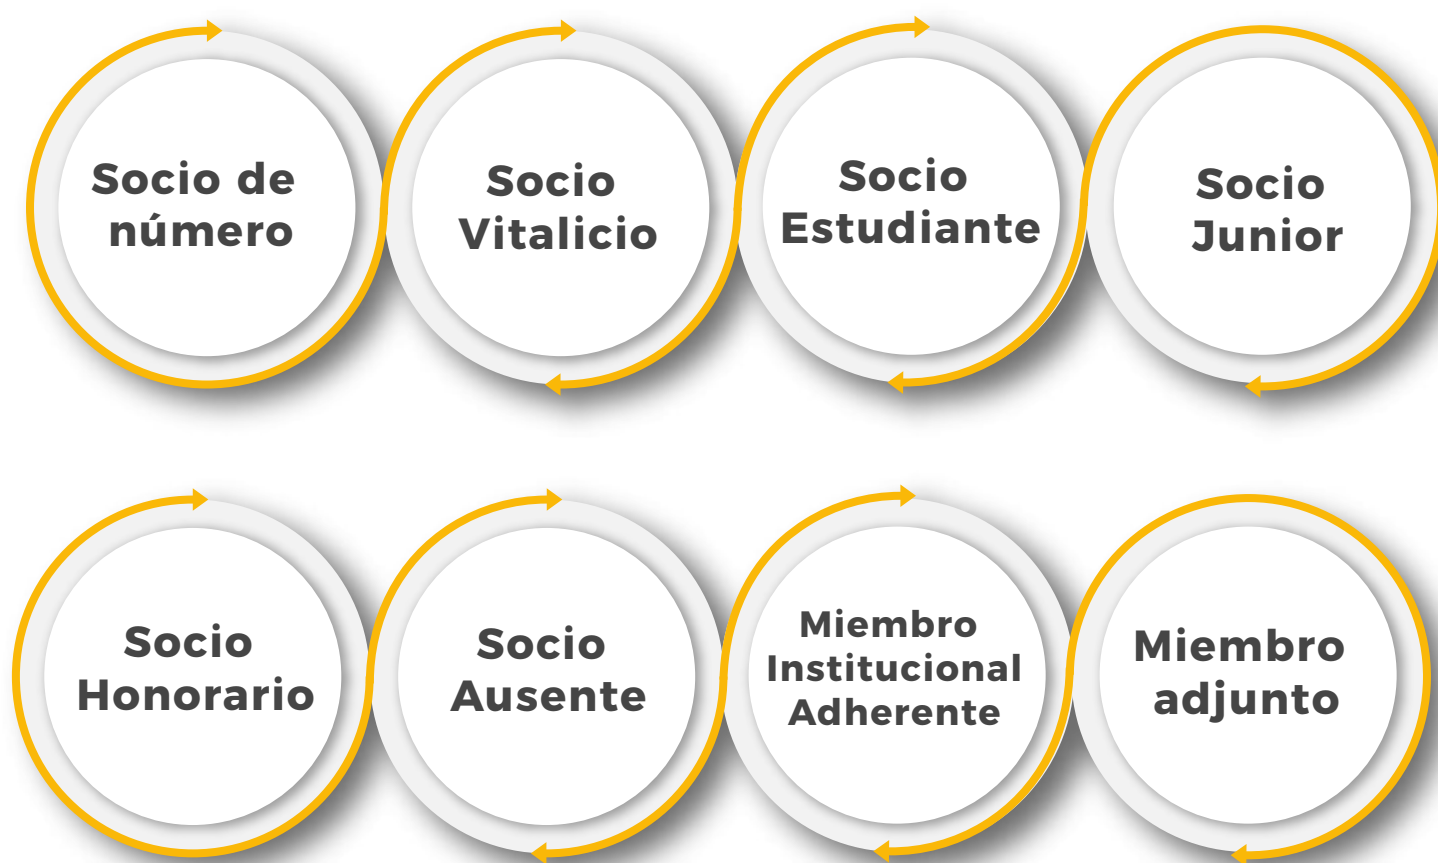 Socio de
número
Socio
Vitalicio
Socio
Estudiante
Socio
Junior
Socio
Honorario
Socio
Ausente
Miembro
Institucional
Adherente
Miembro
adjunto